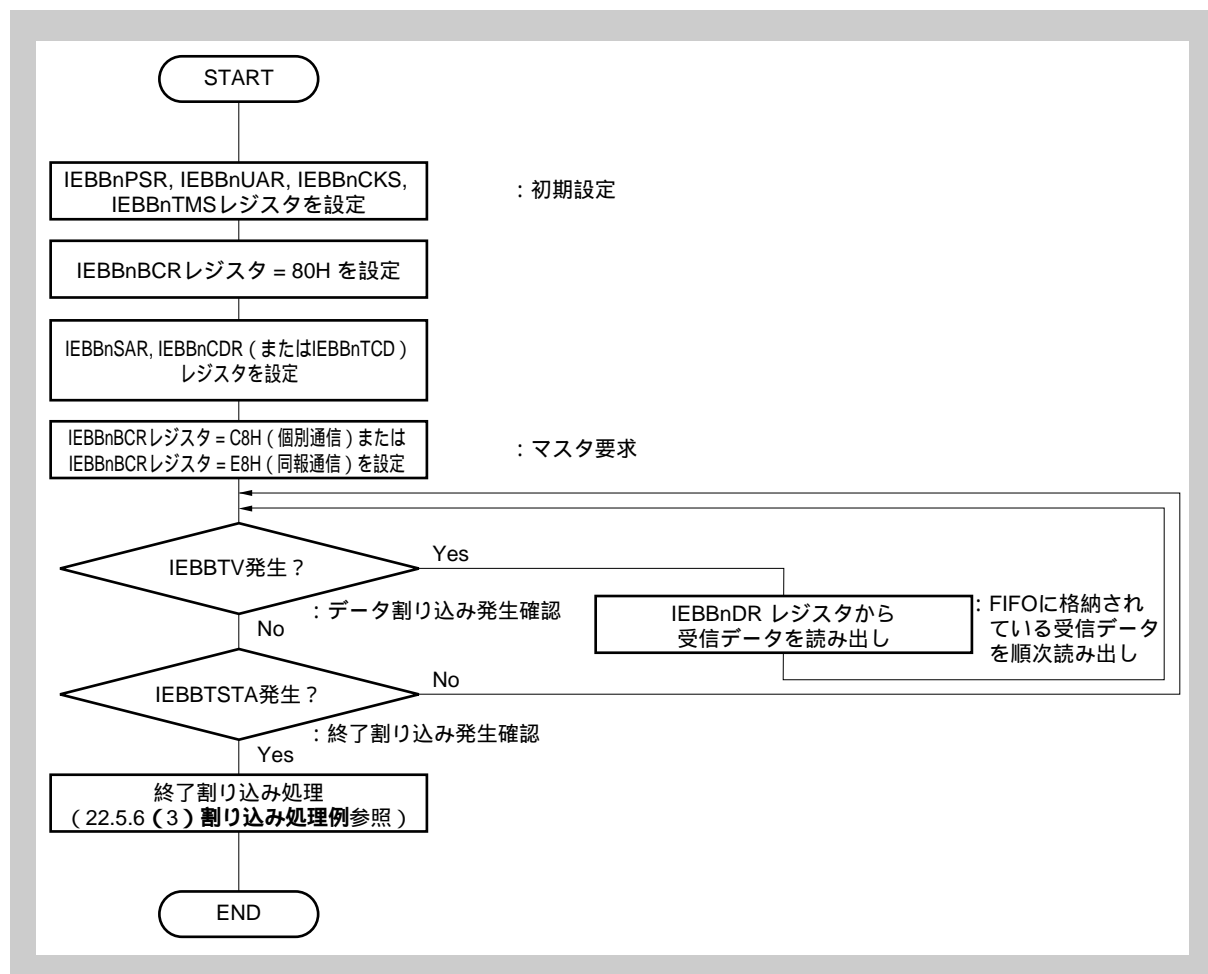 START
IEBBnPSR, IEBBnUAR, IEBBnCKS,
IEBBnTMSレジスタを設定
：初期設定
IEBBnBCRレジスタ = 80H を設定
IEBBnSAR, IEBBnCDR（またはIEBBnTCD）
レジスタを設定
IEBBnBCRレジスタ = C8H（個別通信）または
IEBBnBCRレジスタ = E8H（同報通信）を設定
：マスタ要求
IEBBTV発生？
Yes
：データ割り込み発生確認
No
IEBBnDR レジスタから
受信データを読み出し
：FIFOに格納され
ている受信データ
を順次読み出し
IEBBTSTA発生？
No
：終了割り込み発生確認
Yes
終了割り込み処理
（22.5.6（3）割り込み処理例参照）
END